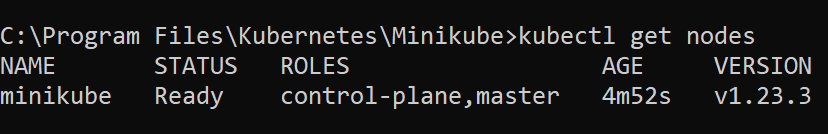 C:\Program Files\Kubernetes\Minikube>kubectl get nodes
NAME       STATUS   ROLES                  AGE     VERSION
minikube   Ready    control-plane,master   4m52s   v1.23.3